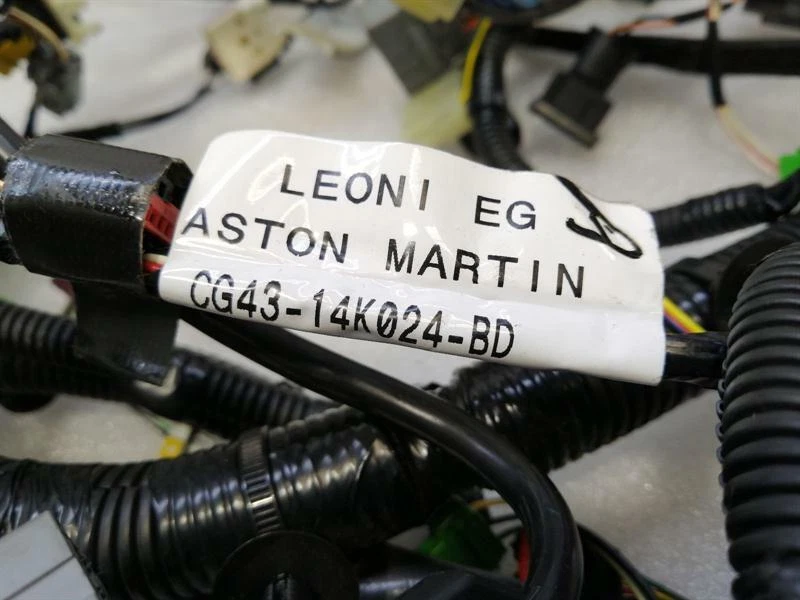 LEONI EG
ASTON MARTIN
CG43-14K024-BD